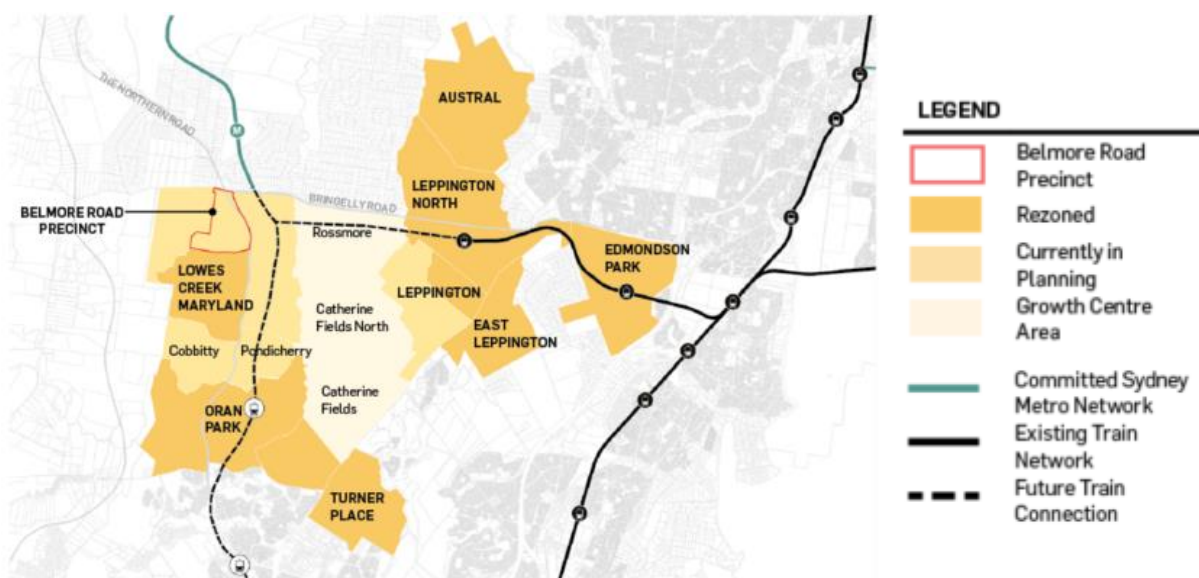 THE NORTHERN ROAD
AUSTRAL
LEPPINGTON
NORTH
BRINGELLY ROAD
BELMORE ROAD
PRECINCT
Rossmore
EDMONDSON
PARK
LOWES
CREEK
MARYLAND
LEPPINGTON
Catherine
Fields North
EAST
LEPPINGTON
Cobbitty
Pondicherry
Catherine
Fields
ORAN
PARK
TURNER
PLACE
M
LEGEND
Belmore Road
Precinct
Rezoned
Currently in
Planning
Growth Centre
Area
Committed Sydney
Metro Network
Existing Train
Network
Future Train
Connection